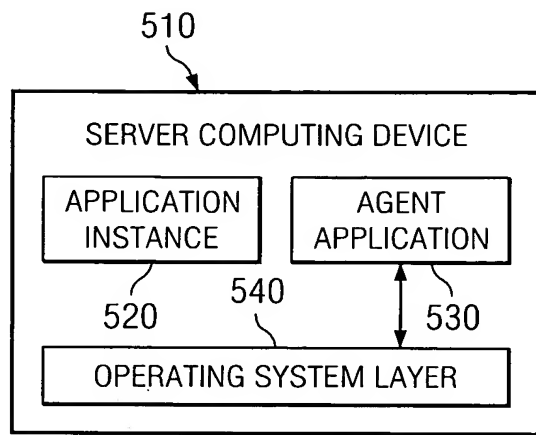 510
SERVER COMPUTING DEVICE
APPLICATION
INSTANCE
AGENT
APPLICATION
520
540
530
OPERATING SYSTEM LAYER